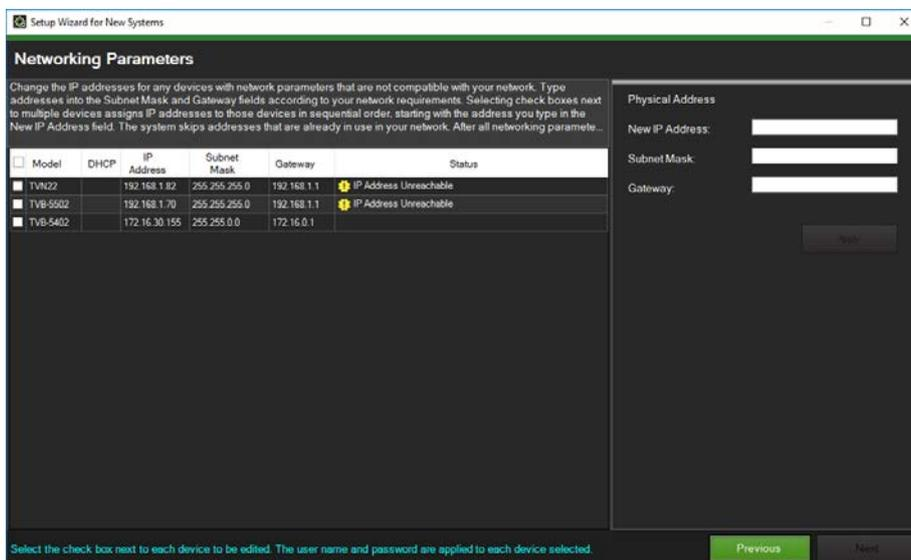 Setup Wizard for New Systems
Networking Parameters
Change the IP addresses for any devices with network parameters that are not compatible with your network. Type
addresses into the Subnet Mask and Gateway fields according to your network requirements. Selecting check boxes next
to multiple devices assigns IP addresses to those devices in sequential order, starting with the address you type in the
New IP Address field. The system skips addresses that are already in use in your network. After all networking paramete...
Model DHCP IP Address Subnet Mask Gateway Status
TVN22 192.168.1.82 255.255.255.0 192.168.1.1 IP Address Unreachable
TVB-5502 192.168.1.70 255.255.255.0 192.168.1.1 IP Address Unreachable
TVB-5402 172.16.30.155 255.255.0.0 172.16.0.1
Physical Address
New IP Address:
Subnet Mask:
Gateway:
Apply
Select the check box next to each device to be edited. The user name and password are applied to each device selected.
Previous Next